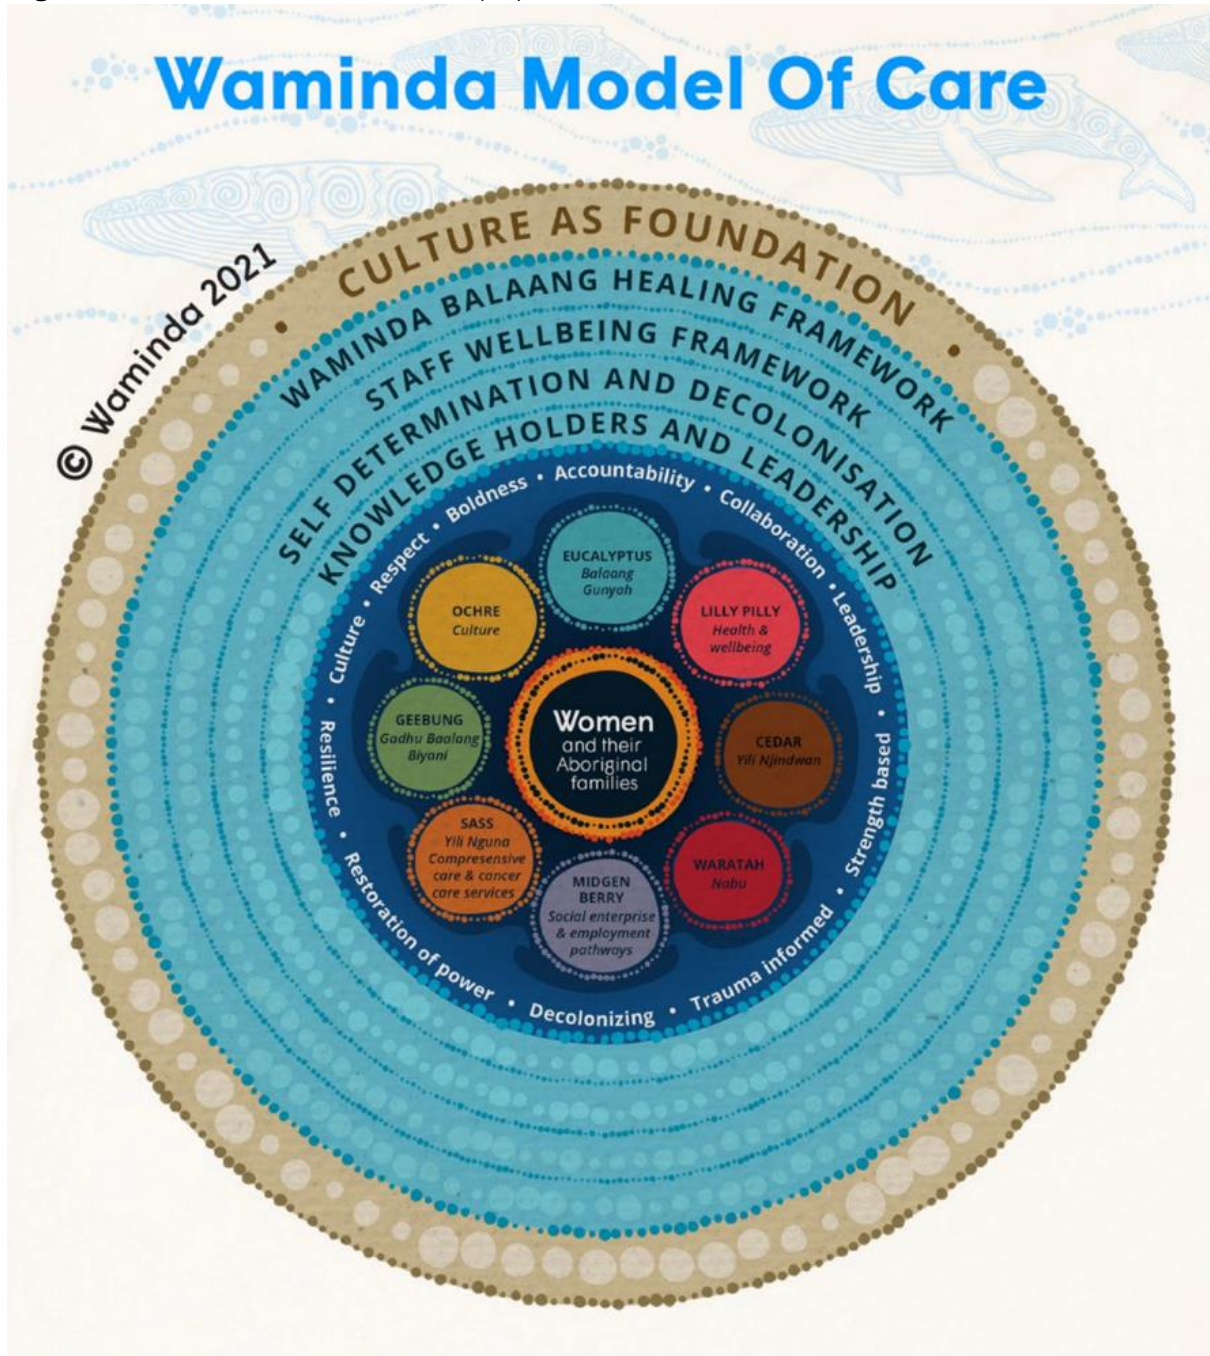 Waminda Model Of Care
© Waminda 2021
CULTURE AS FOUNDATION
WAMINDA BALAANG HEALING FRAMEWORK
STAFF WELLBEING FRAMEWORK
SELF DETERMINATION AND DECOLONISATION
KNOWLEDGE HOLDERS AND LEADERSHIP
• Culture • Respect • Boldness • Accountability • Collaboration • Leadership • Strength based • Trauma informed • Decolonizing • Restoration of power • Resilience
EUCALYPTUS
Balaang
Gunyah
LILLY PILLY
Health &
wellbeing
CEDAR
Yili Njindwan
WARATAH
Nabu
MIDGEN
BERRY
Social enterprise
& employment
pathways
SASS
Yili Nguna
Compresensive
care & cancer
care services
GEEBUNG
Gadhu Baalang
Biyani
OCHRE
Culture
Women
and their
Aboriginal
families